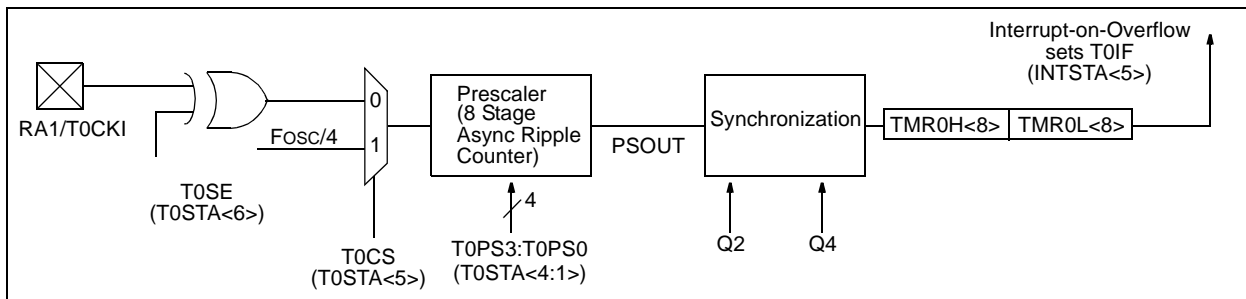 Interrupt-on-Overflow
sets T0IF
(INTSTA<5>)
RA1/T0CKI
0
FOSC/4
1
Prescaler
(8 Stage
Async Ripple
Counter)
PSOUT
Synchronization
TMR0H<8> TMR0L<8>
T0SE
(T0STA<6>)
4
T0CS
(T0STA<5>)
T0PS3:T0PS0
(T0STA<4:1>)
Q2
Q4